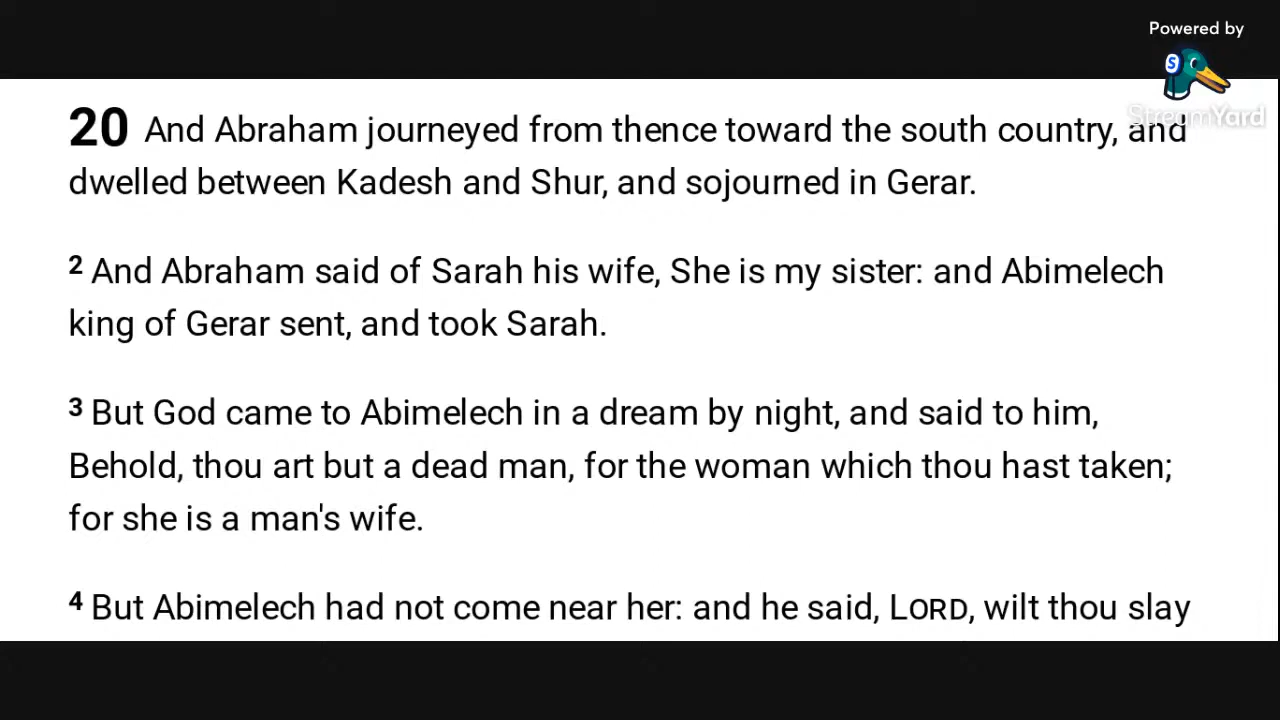 Powered by
S
StreamYard
20 And Abraham journeyed from thence toward the south country, and
dwelled between Kadesh and Shur, and sojourned in Gerar.
2 And Abraham said of Sarah his wife, She is my sister: and Abimelech
king of Gerar sent, and took Sarah.
3 But God came to Abimelech in a dream by night, and said to him,
Behold, thou art but a dead man, for the woman which thou hast taken;
for she is a man's wife.
4 But Abimelech had not come near her: and he said, LORD, wilt thou slay